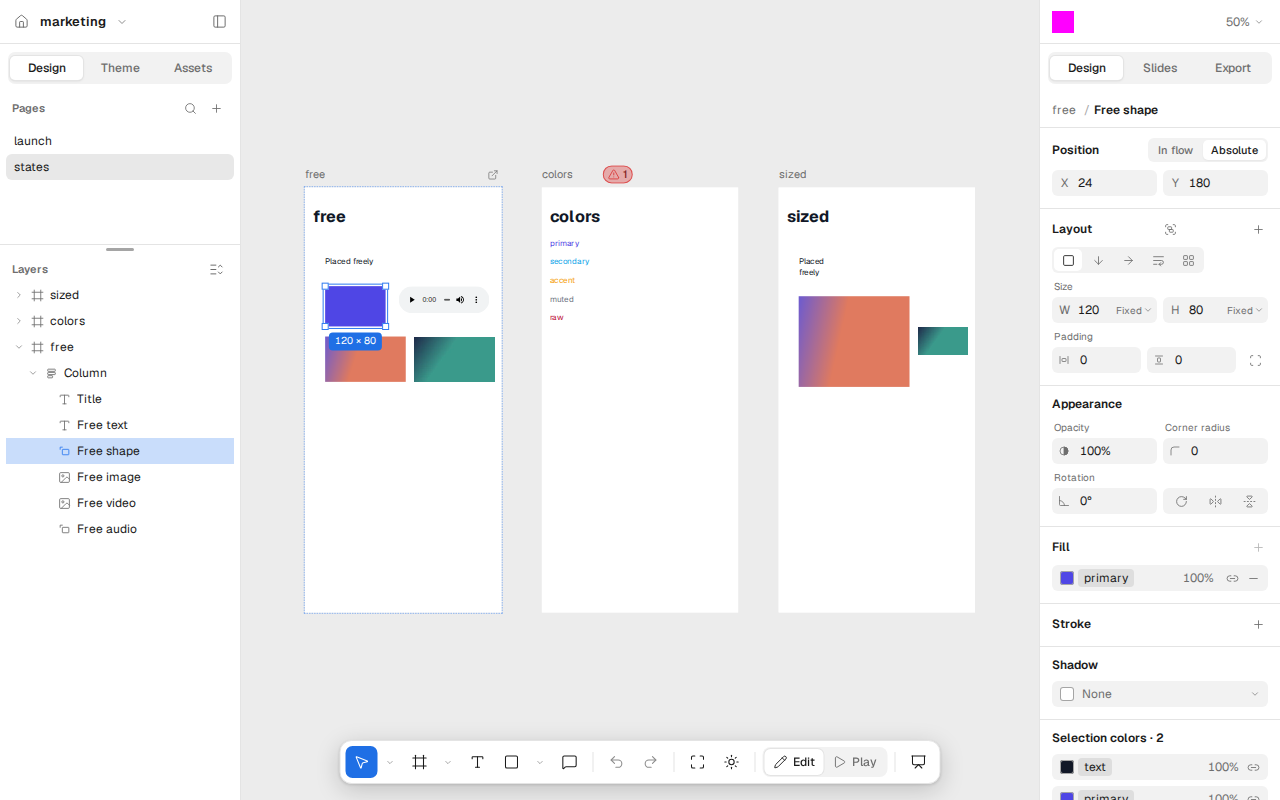 marketing
50%
Design
Theme
Assets
Design
Slides
Export
Pages
launch
states
free / Free shape
Position
In flow
Absolute
X 24
Y 180
Layers
sized
colors
free
Column
Title
Free text
Free shape
Free image
Free video
Free audio
free
free
Placed freely
0:00
120 × 80
colors
1
colors
primary
secondary
accent
muted
raw
sized
sized
Placed
freely
Layout
Size
W 120 Fixed
H 80 Fixed
Padding
0
0
Appearance
Opacity
Corner radius
100%
0
Rotation
0°
Fill
primary 100%
Stroke
Shadow
None
Selection colors · 2
text 100%
primary 100%
Edit
Play